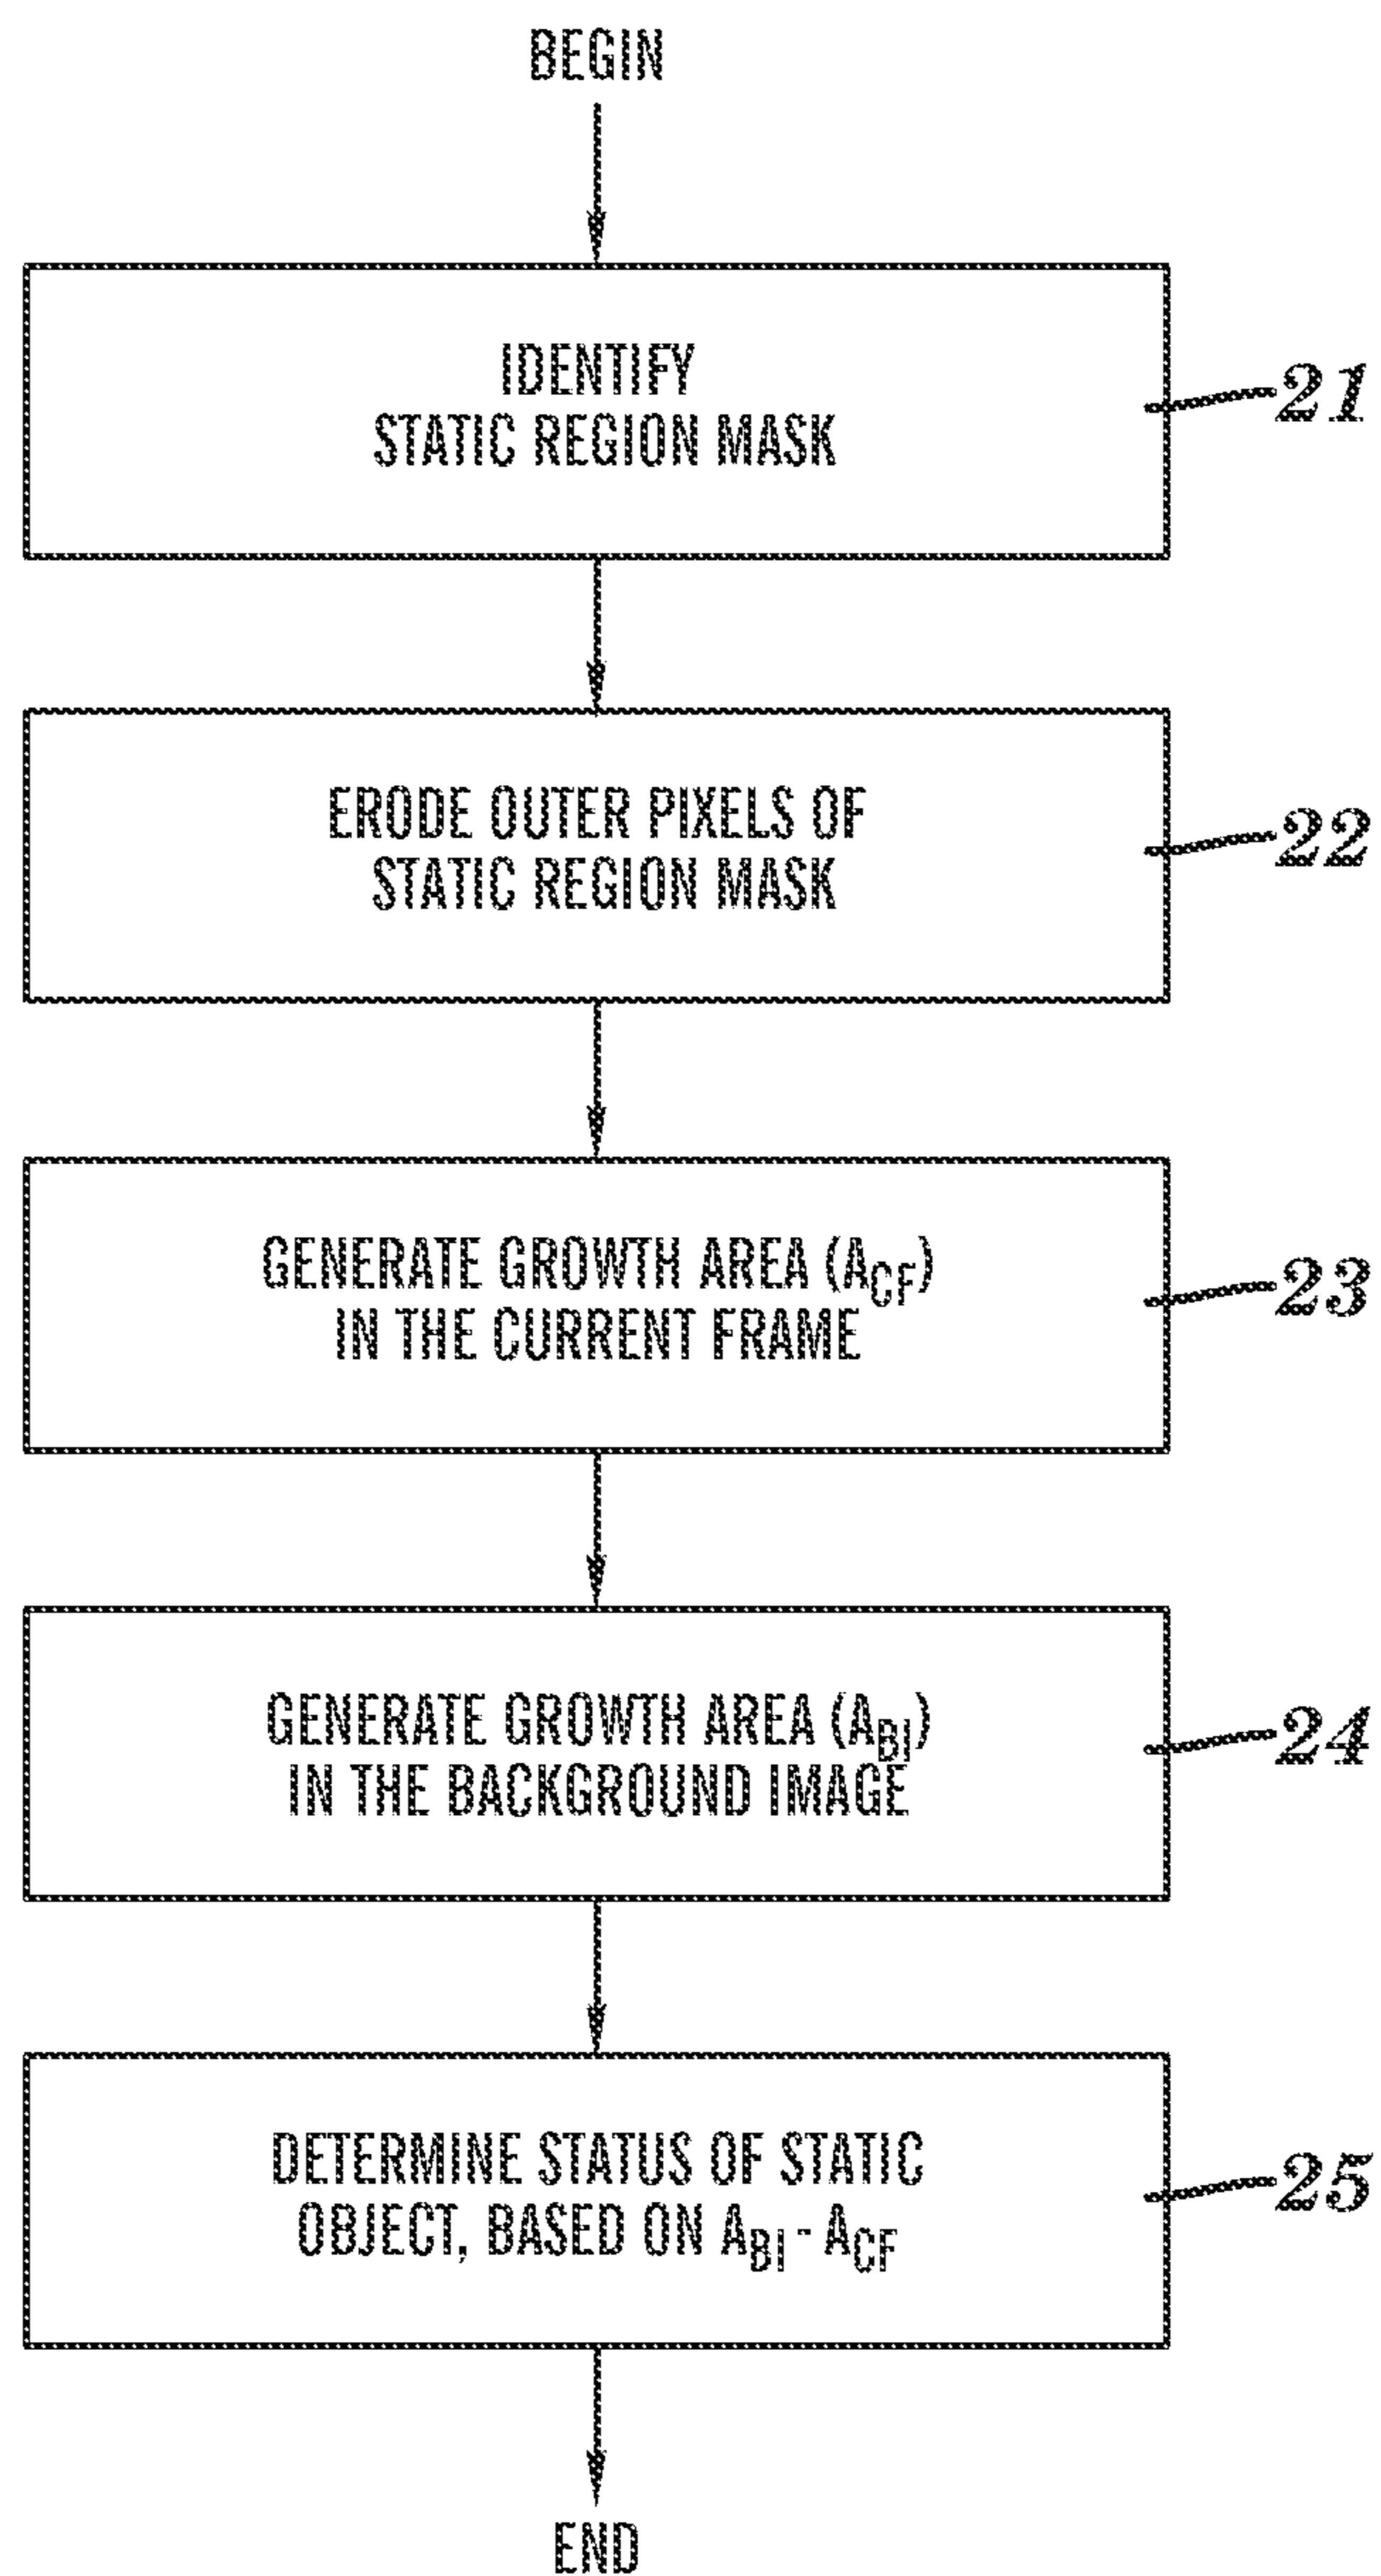 BEGIN
IDENTIFY
STATIC REGION MASK
21
ERODE OUTER PIXELS OF
STATIC REGION MASK
22
GENERATE GROWTH AREA (ACF)
IN THE CURRENT FRAME
23
GENERATE GROWTH AREA (ABI)
IN THE BACKGROUND IMAGE
24
DETERMINE STATUS OF STATIC
OBJECT, BASED ON ABI - ACF
25
END